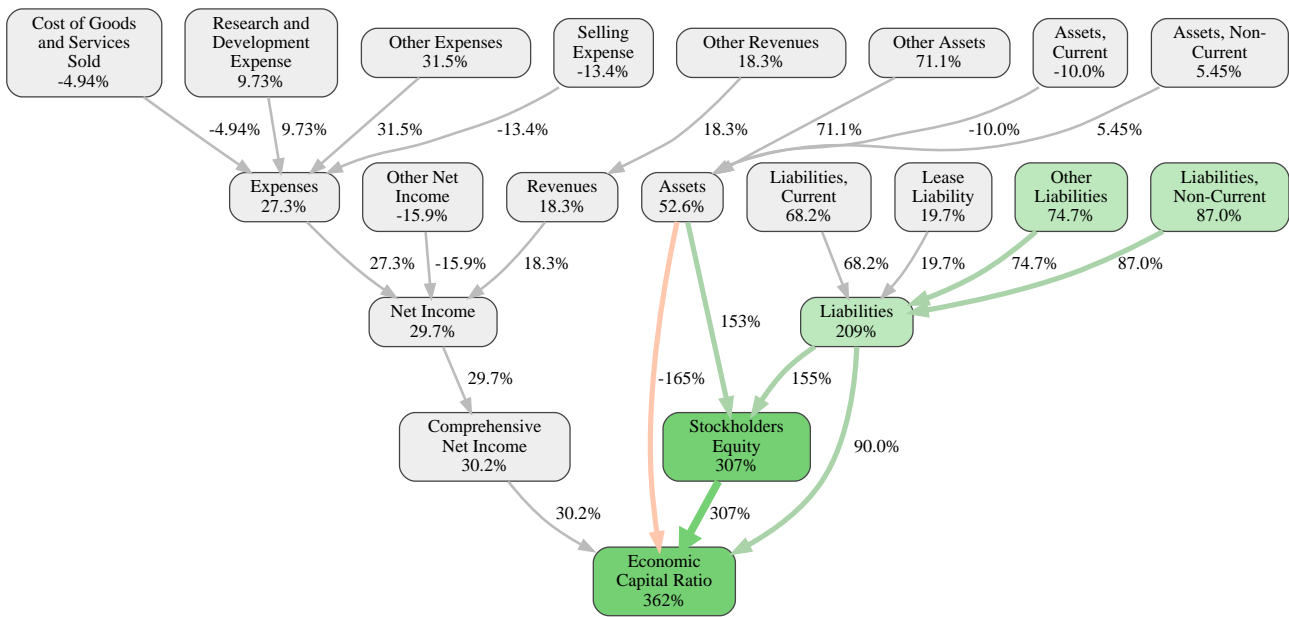 Cost of Goods
and Services
Sold
-4.94%
Research and
Development
Expense
9.73%
Other Expenses
31.5%
Selling
Expense
-13.4%
Other Revenues
18.3%
Other Assets
71.1%
Assets,
Current
-10.0%
Assets, Non-
Current
5.45%
-4.94%
9.73%
31.5%
-13.4%
18.3%
71.1%
-10.0%
5.45%
Expenses
27.3%
Other Net
Income
-15.9%
Revenues
18.3%
Assets
52.6%
Liabilities,
Current
68.2%
Lease
Liability
19.7%
Other
Liabilities
74.7%
Liabilities,
Non-Current
87.0%
27.3%
-15.9%
18.3%
68.2%
19.7%
74.7%
87.0%
Net Income
29.7%
153%
Liabilities
209%
29.7%
-165%
155%
Comprehensive
Net Income
30.2%
Stockholders
Equity
307%
90.0%
30.2%
307%
Economic
Capital Ratio
362%